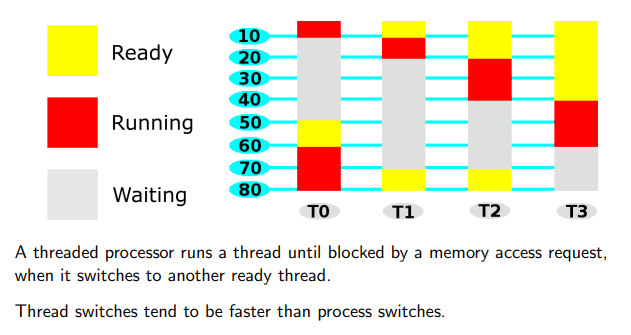 Ready
Running
Waiting
10
20
30
40
50
60
70
80
T0 T1 T2 T3
A threaded processor runs a thread until blocked by a memory access request,
when it switches to another ready thread.
Thread switches tend to be faster than process switches.